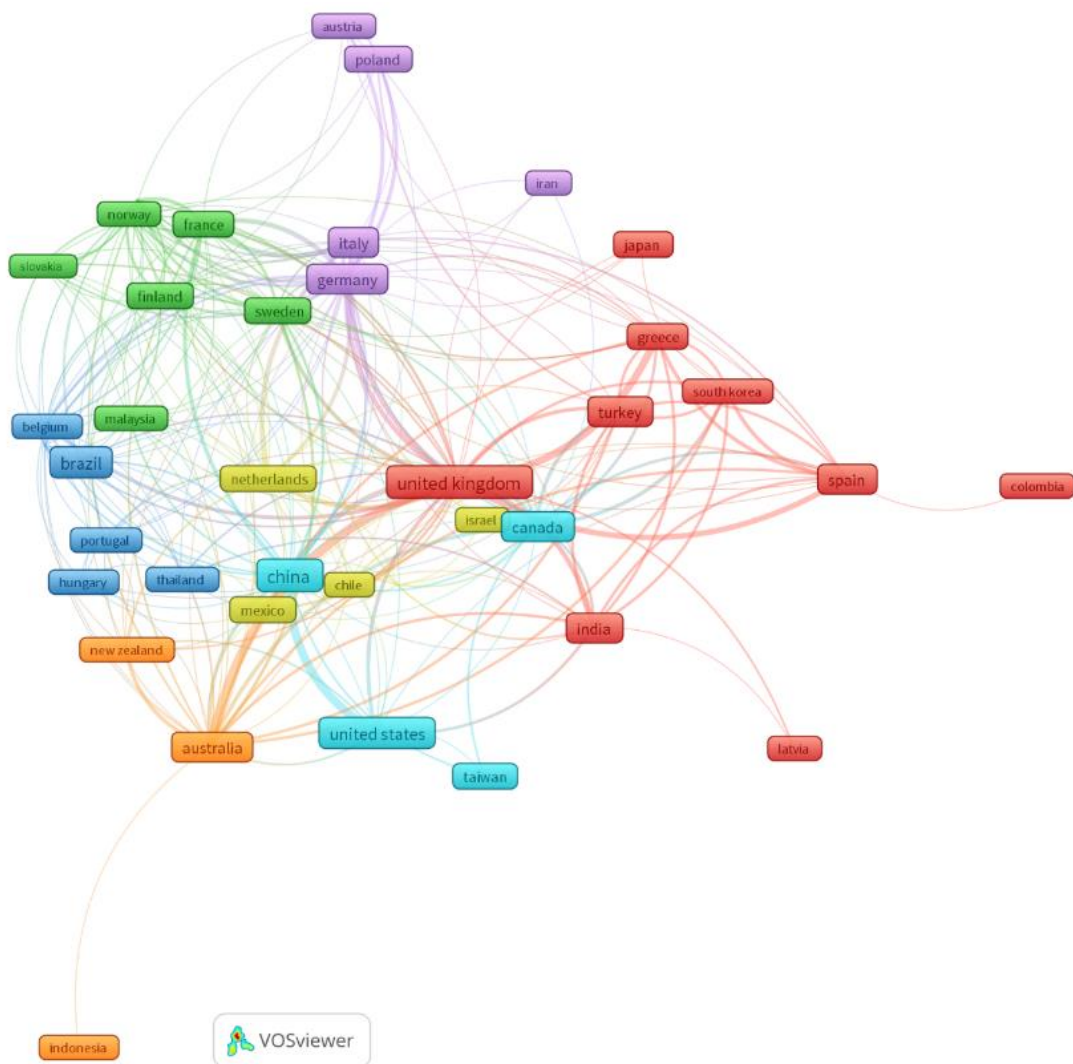 austria
poland
iran
norway
france
italy
japan
slovakia
germany
finland
sweden
greece
south korea
turkey
malaysia
belgium
brazil
netherlands
united kingdom
spain
colombia
israel
canada
portugal
china
hungary
thailand
chile
mexico
india
new zealand
united states
australia
latvia
taiwan
VOSviewer
indonesia